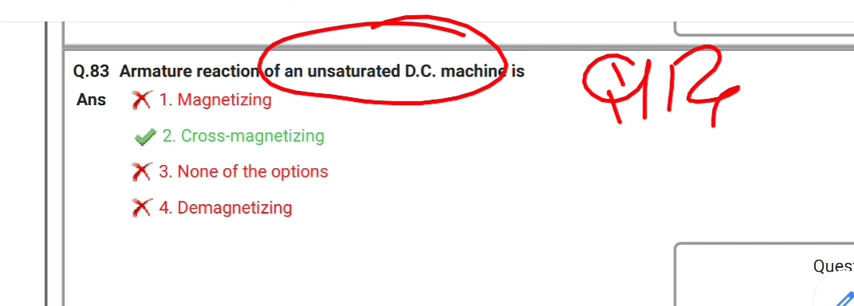 Q.83 Armature reaction of an unsaturated D.C. machine is
Ans 1. Magnetizing
2. Cross-magnetizing
3. None of the options
4. Demagnetizing
Ques